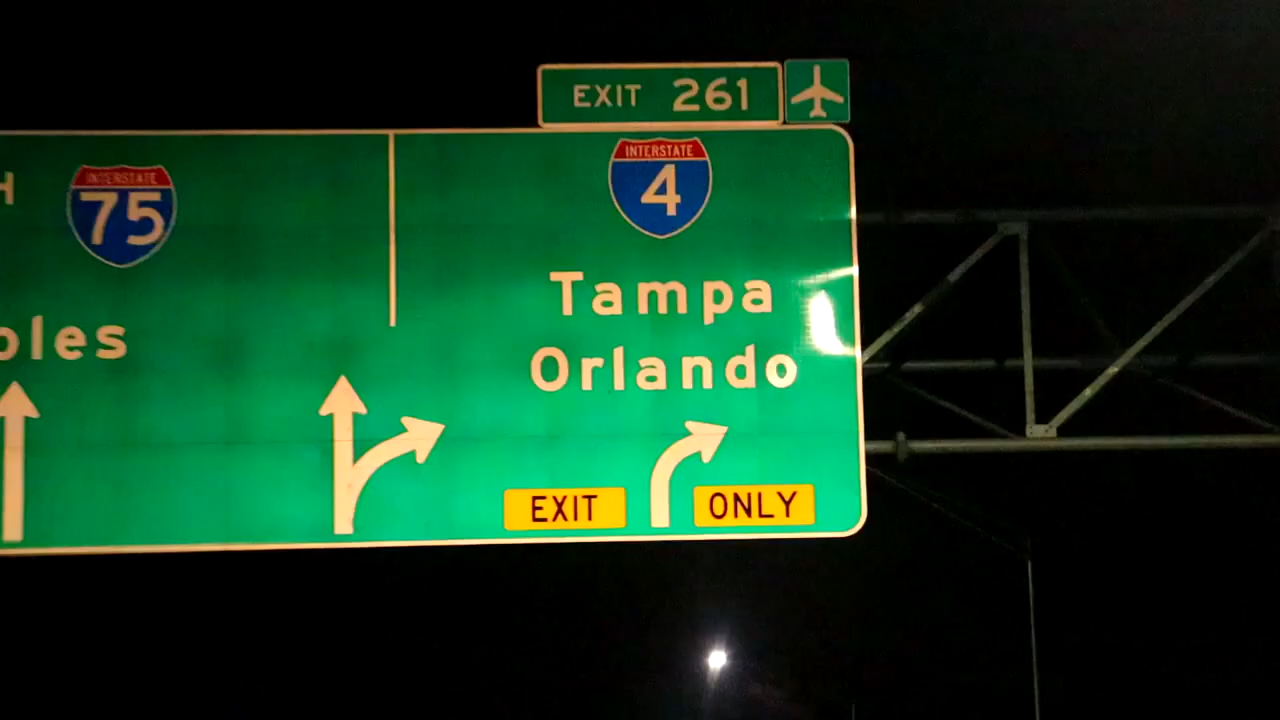 EXIT 261
H INTERSTATE 75
oles
INTERSTATE 4
Tampa
Orlando
EXIT ONLY